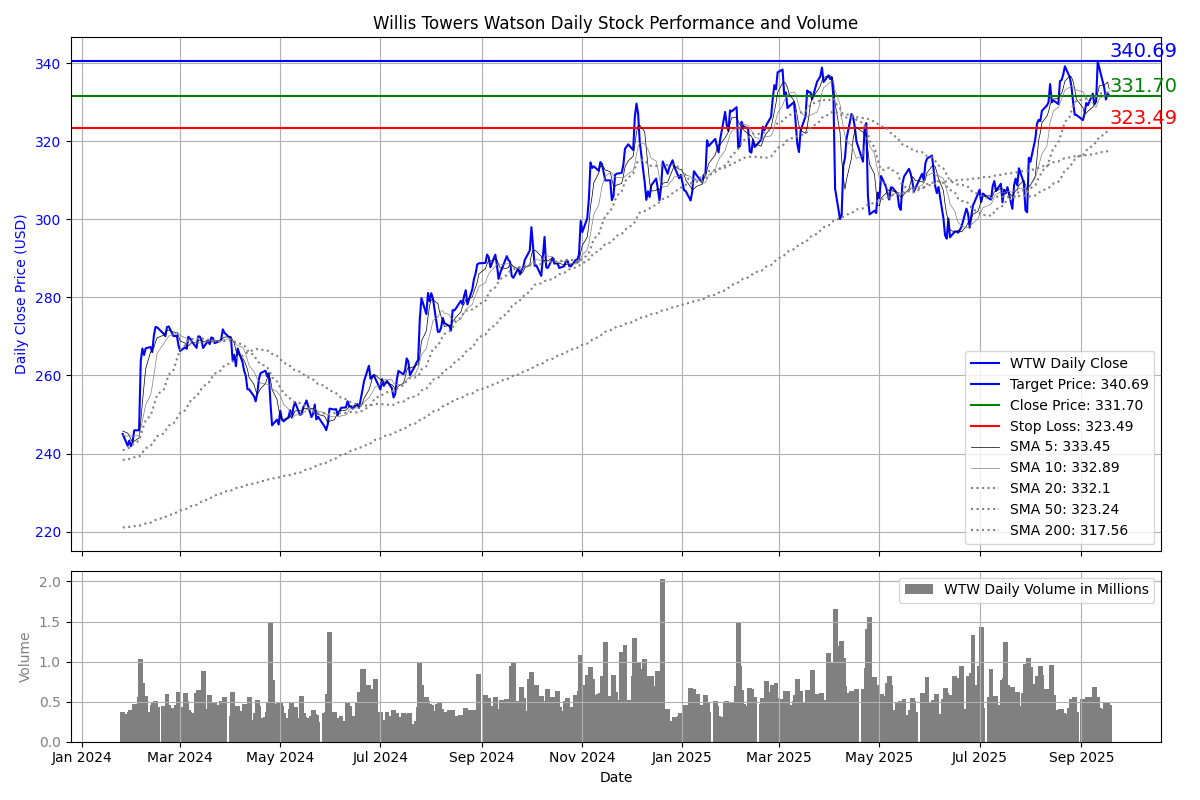 Willis Towers Watson Daily Stock Performance and Volume
Daily Close Price (USD)
340
320
300
280
260
240
220
340.69
331.70
323.49
WTW Daily Close
Target Price: 340.69
Close Price: 331.70
Stop Loss: 323.49
SMA 5: 333.45
SMA 10: 332.89
SMA 20: 332.1
SMA 50: 323.24
SMA 200: 317.56
Volume
2.0
1.5
1.0
0.5
0.0
WTW Daily Volume in Millions
Jan 2024 Mar 2024 May 2024 Jul 2024 Sep 2024 Nov 2024 Jan 2025 Mar 2025 May 2025 Jul 2025 Sep 2025
Date